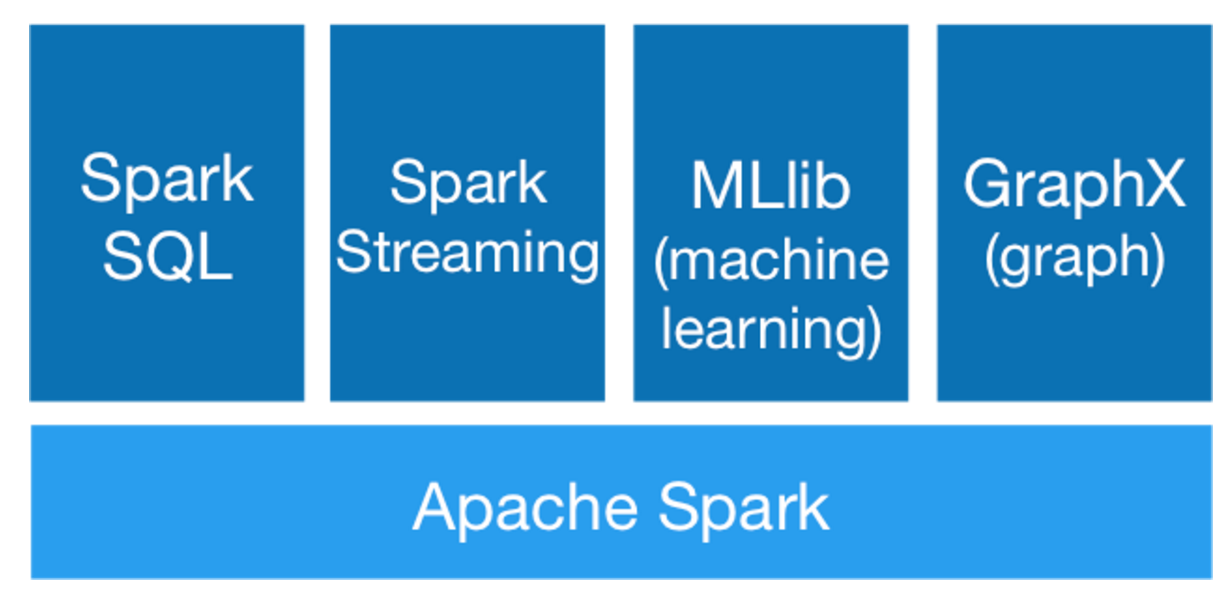 Spark
SQL
Spark
Streaming
MLlib
(machine
learning)
GraphX
(graph)
Apache Spark